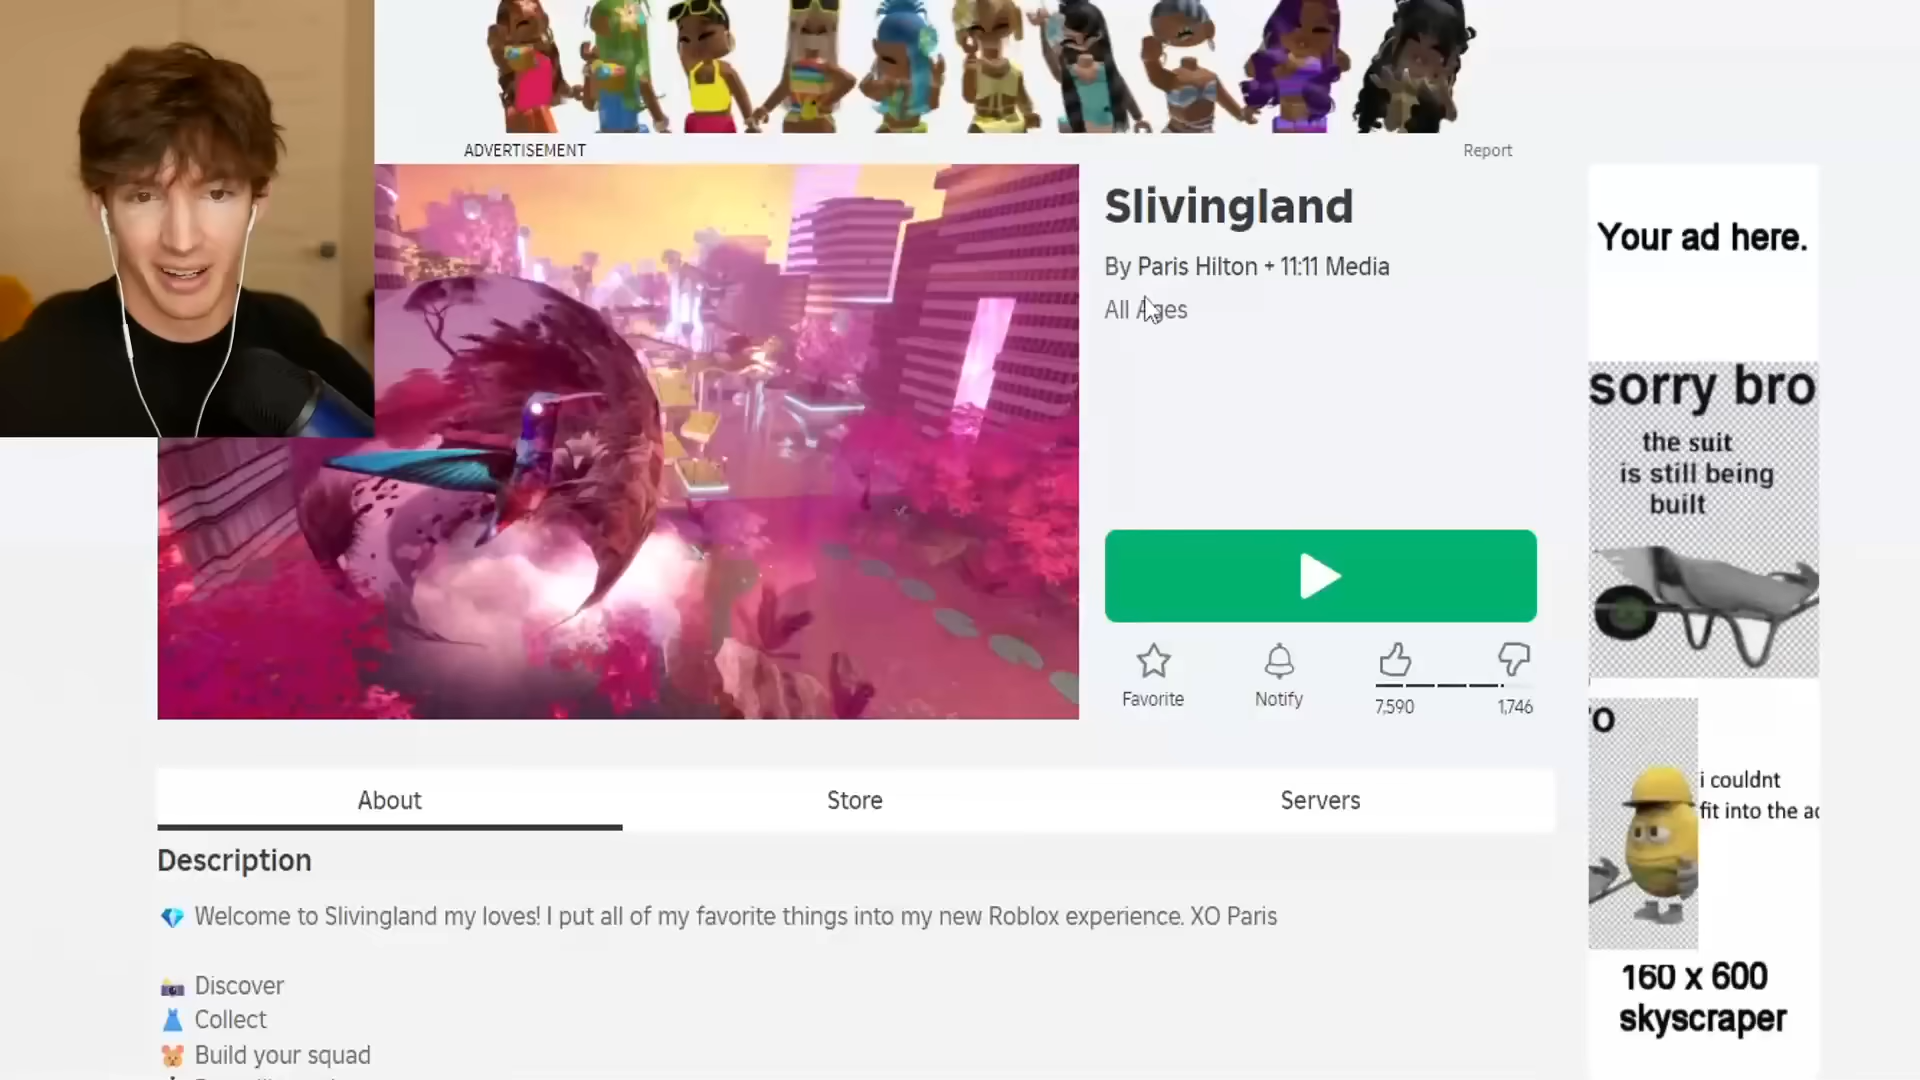 ADVERTISEMENT
Report
Slivingland
By Paris Hilton + 11:11 Media
All Ages
Favorite
Notify
7,590
1,746
About
Store
Servers
Description
Welcome to Slivingland my loves! I put all of my favorite things into my new Roblox experience. XO Paris
Discover
Collect
Build your squad
Your ad here.
sorry bro
the suit
is still being
built
ro
i couldnt
fit into the ad
160 x 600
skyscraper